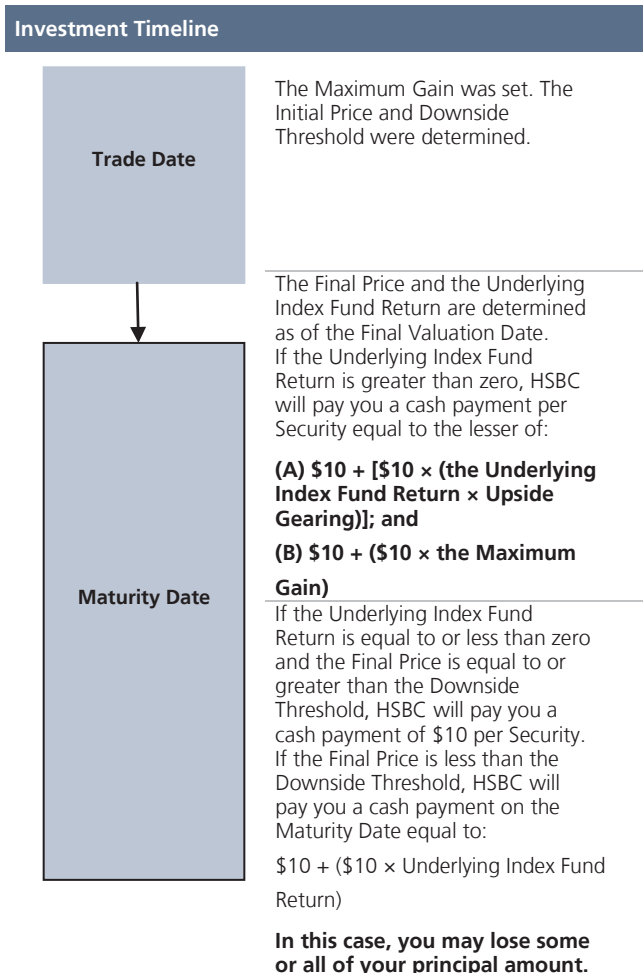 Investment Timeline
Trade Date
The Maximum Gain was set. The
Initial Price and Downside
Threshold were determined.
Maturity Date
The Final Price and the Underlying
Index Fund Return are determined
as of the Final Valuation Date.
If the Underlying Index Fund
Return is greater than zero, HSBC
will pay you a cash payment per
Security equal to the lesser of:
(A) $10 + [$10 × (the Underlying
Index Fund Return × Upside
Gearing)]; and
(B) $10 + ($10 × the Maximum
Gain)
If the Underlying Index Fund
Return is equal to or less than zero
and the Final Price is equal to or
greater than the Downside
Threshold, HSBC will pay you a
cash payment of $10 per Security.
If the Final Price is less than the
Downside Threshold, HSBC will
pay you a cash payment on the
Maturity Date equal to:
$10 + ($10 × Underlying Index Fund
Return)
In this case, you may lose some
or all of your principal amount.